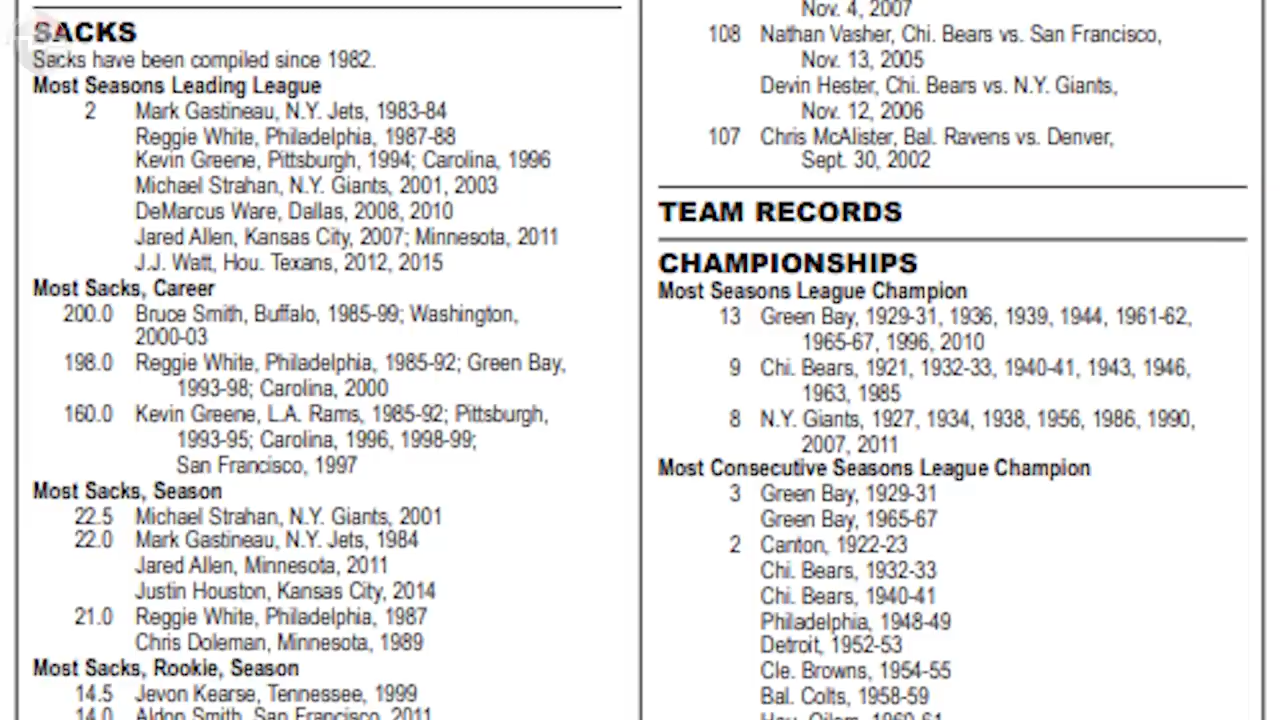 SACKS
Sacks have been compiled since 1982.
Most Seasons Leading League
2 Mark Gastineau, N.Y. Jets, 1983-84
Reggie White, Philadelphia, 1987-88
Kevin Greene, Pittsburgh, 1994; Carolina, 1996
Michael Strahan, N.Y. Giants, 2001, 2003
DeMarcus Ware, Dallas, 2008, 2010
Jared Allen, Kansas City, 2007; Minnesota, 2011
J.J. Watt, Hou. Texans, 2012, 2015
Most Sacks, Career
200.0 Bruce Smith, Buffalo, 1985-99; Washington,
2000-03
198.0 Reggie White, Philadelphia, 1985-92; Green Bay,
1993-98; Carolina, 2000
160.0 Kevin Greene, L.A. Rams, 1985-92; Pittsburgh,
1993-95; Carolina, 1996, 1998-99;
San Francisco, 1997
Most Sacks, Season
22.5 Michael Strahan, N.Y. Giants, 2001
22.0 Mark Gastineau, N.Y. Jets, 1984
Jared Allen, Minnesota, 2011
Justin Houston, Kansas City, 2014
21.0 Reggie White, Philadelphia, 1987
Chris Doleman, Minnesota, 1989
Most Sacks, Rookie, Season
14.5 Jevon Kearse, Tennessee, 1999
14.0 Aldon Smith, San Francisco, 2011
Nov. 4, 2007
108 Nathan Vasher, Chi. Bears vs. San Francisco,
Nov. 13, 2005
Devin Hester, Chi. Bears vs. N.Y. Giants,
Nov. 12, 2006
107 Chris McAlister, Bal. Ravens vs. Denver,
Sept. 30, 2002
TEAM RECORDS
CHAMPIONSHIPS
Most Seasons League Champion
13 Green Bay, 1929-31, 1936, 1939, 1944, 1961-62,
1965-67, 1996, 2010
9 Chi. Bears, 1921, 1932-33, 1940-41, 1943, 1946,
1963, 1985
8 N.Y. Giants, 1927, 1934, 1938, 1956, 1986, 1990,
2007, 2011
Most Consecutive Seasons League Champion
3 Green Bay, 1929-31
Green Bay, 1965-67
2 Canton, 1922-23
Chi. Bears, 1932-33
Chi. Bears, 1940-41
Philadelphia, 1948-49
Detroit, 1952-53
Cle. Browns, 1954-55
Bal. Colts, 1958-59
Hou. Oilers, 1960-61